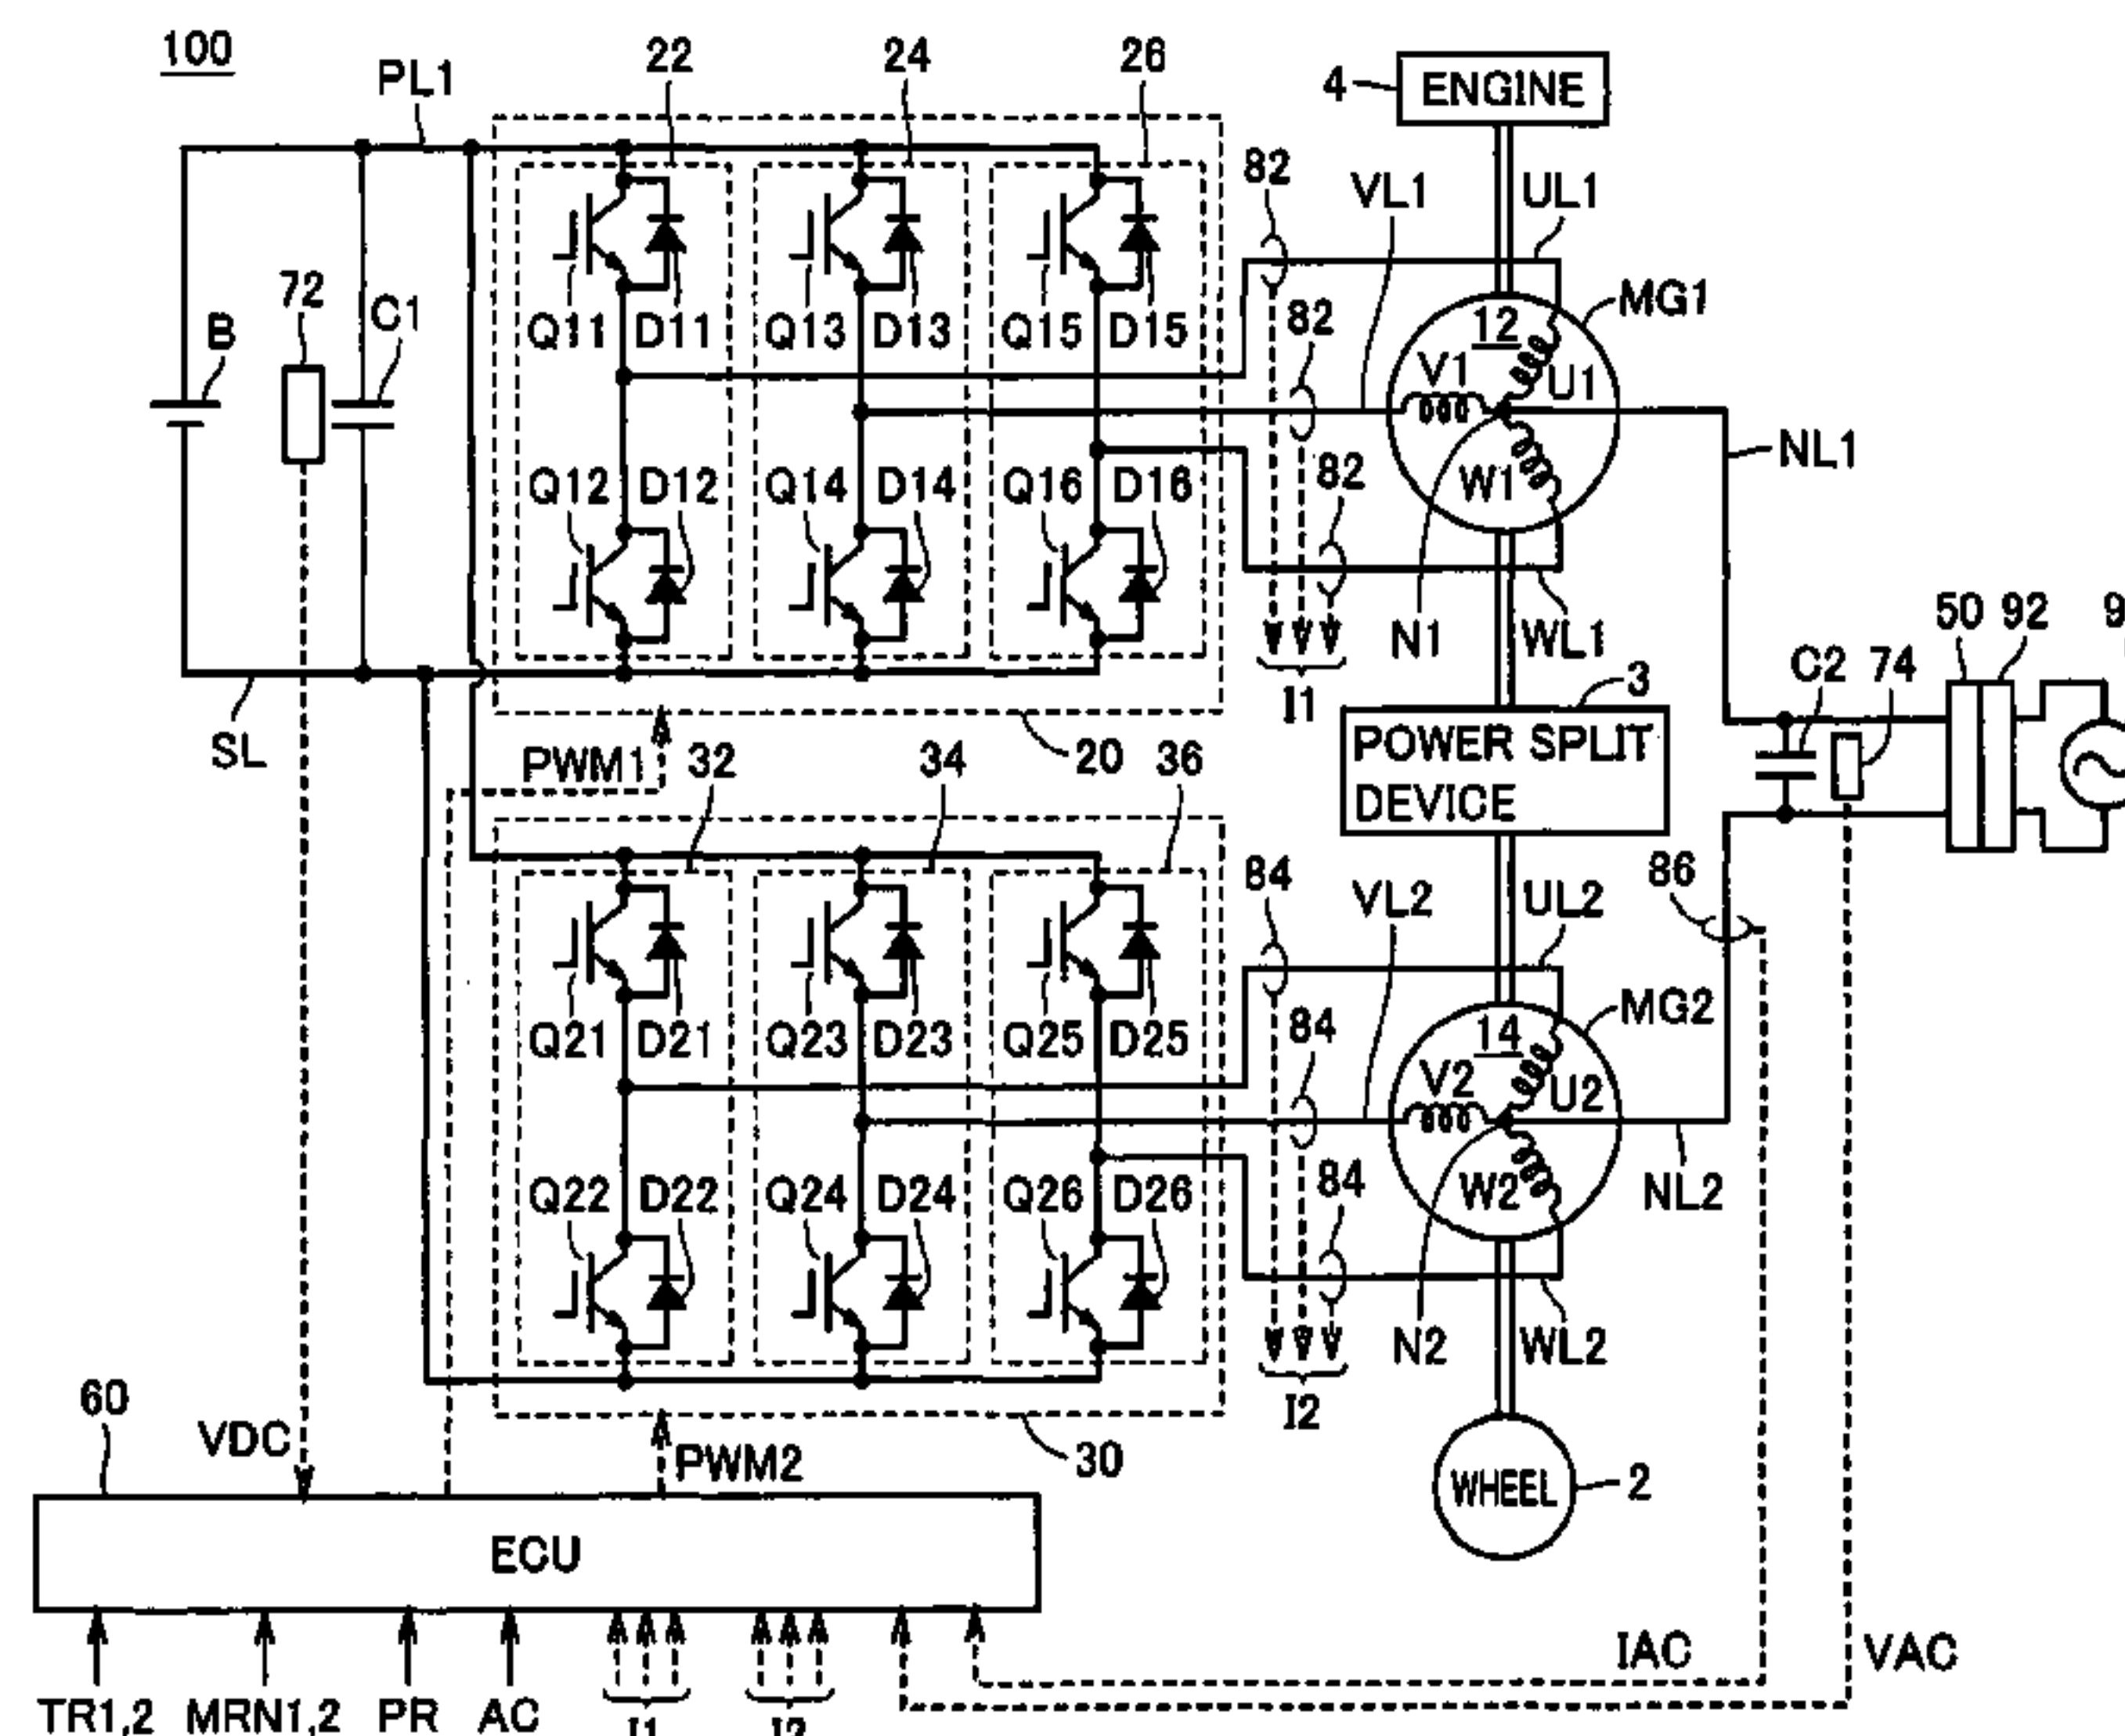 100
PL1
22
24
26
4
ENGINE
82
VL1
UL1
72
B
C1
Q11
D11
Q13
D13
Q15
D15
82
12
MG1
V1
U1
Q12
D12
Q14
D14
Q16
D16
82
W1
NL1
SL
N1
WL1
I1
3
50
92
C2
74
PWM1
32
34
20
36
POWER SPLIT
DEVICE
84
VL2
UL2
86
Q21
D21
Q23
D23
Q25
D25
84
14
MG2
V2
U2
Q22
D22
Q24
D24
Q26
D26
84
W2
NL2
N2
WL2
I2
60
VDC
PWM2
30
WHEEL
2
ECU
IAC
VAC
TR1,2
MRN1,2
PR
AC
I1
I2